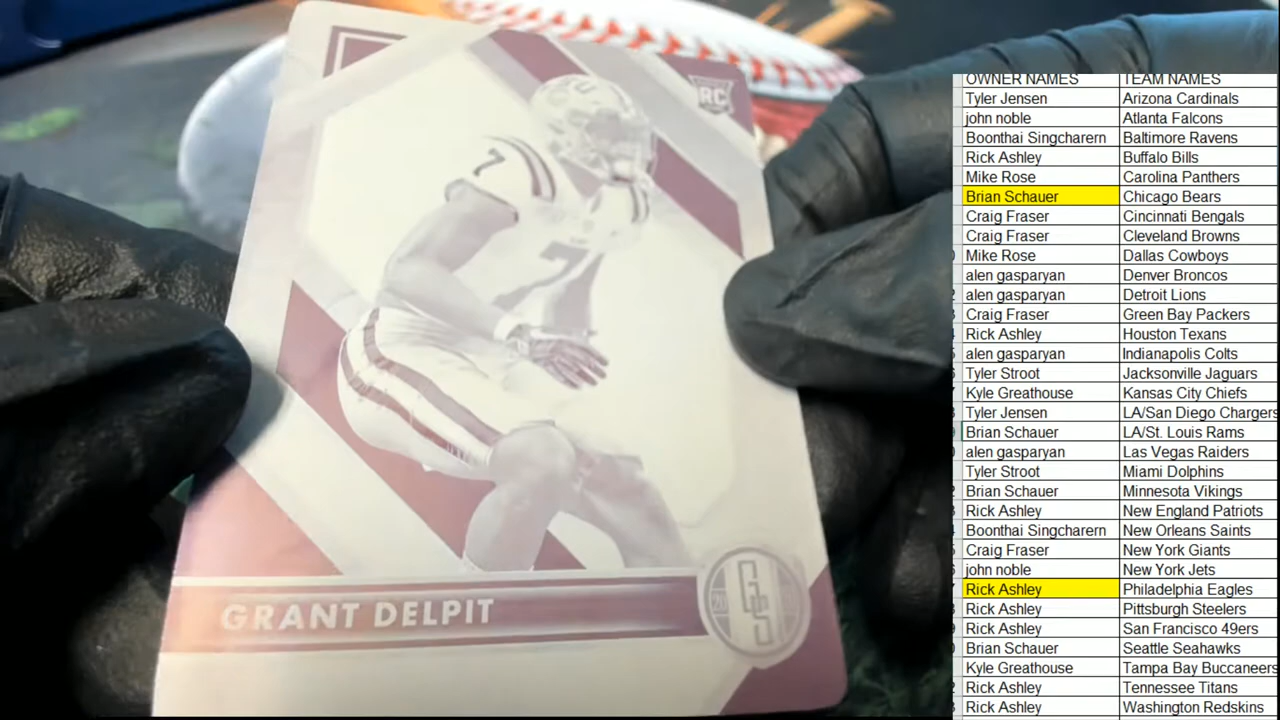 RC
7
7
GRANT DELPIT
OWNER NAMES TEAM NAMES
Tyler Jensen Arizona Cardinals
john noble Atlanta Falcons
Boonthai Singcharern Baltimore Ravens
Rick Ashley Buffalo Bills
Mike Rose Carolina Panthers
Brian Schauer Chicago Bears
Craig Fraser Cincinnati Bengals
Craig Fraser Cleveland Browns
Mike Rose Dallas Cowboys
alen gasparyan Denver Broncos
alen gasparyan Detroit Lions
Craig Fraser Green Bay Packers
Rick Ashley Houston Texans
alen gasparyan Indianapolis Colts
Tyler Stroot Jacksonville Jaguars
Kyle Greathouse Kansas City Chiefs
Tyler Jensen LA/San Diego Chargers
Brian Schauer LA/St. Louis Rams
alen gasparyan Las Vegas Raiders
Tyler Stroot Miami Dolphins
Brian Schauer Minnesota Vikings
Rick Ashley New England Patriots
Boonthai Singcharern New Orleans Saints
Craig Fraser New York Giants
john noble New York Jets
Rick Ashley Philadelphia Eagles
Rick Ashley Pittsburgh Steelers
Rick Ashley San Francisco 49ers
Brian Schauer Seattle Seahawks
Kyle Greathouse Tampa Bay Buccaneers
Rick Ashley Tennessee Titans
Rick Ashley Washington Redskins